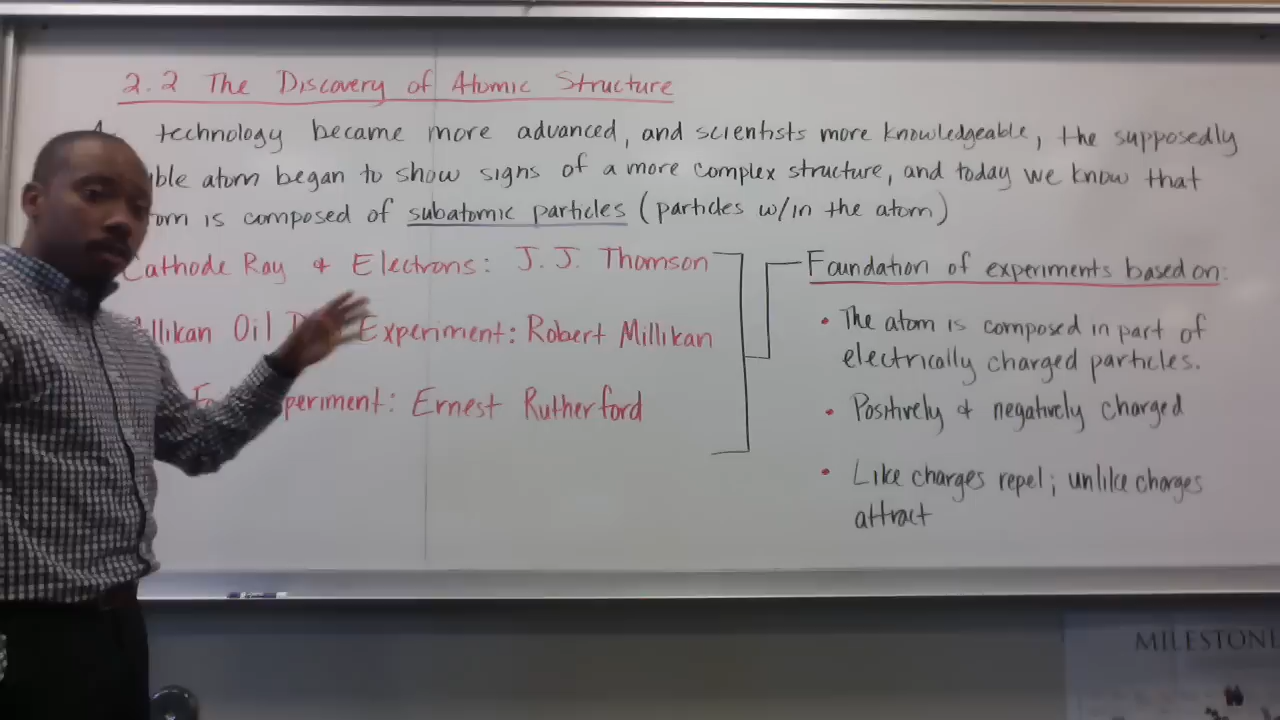 2.2 The Discovery of Atomic Structure
technology became more advanced, and scientists more knowledgeable, the supposedly
atom began to show signs of a more complex structure, and today we know that
is composed of subatomic particles (particles w/in the atom)
Cathode Ray & Electrons: J. J. Thomson
Oil Experiment: Robert Millikan
Ernest Rutherford
Foundation of experiments based on:
• The atom is composed in part of
electrically charged particles.
• Positively & negatively charged
• Like charges repel; unlike charges
attract
MILESTONE